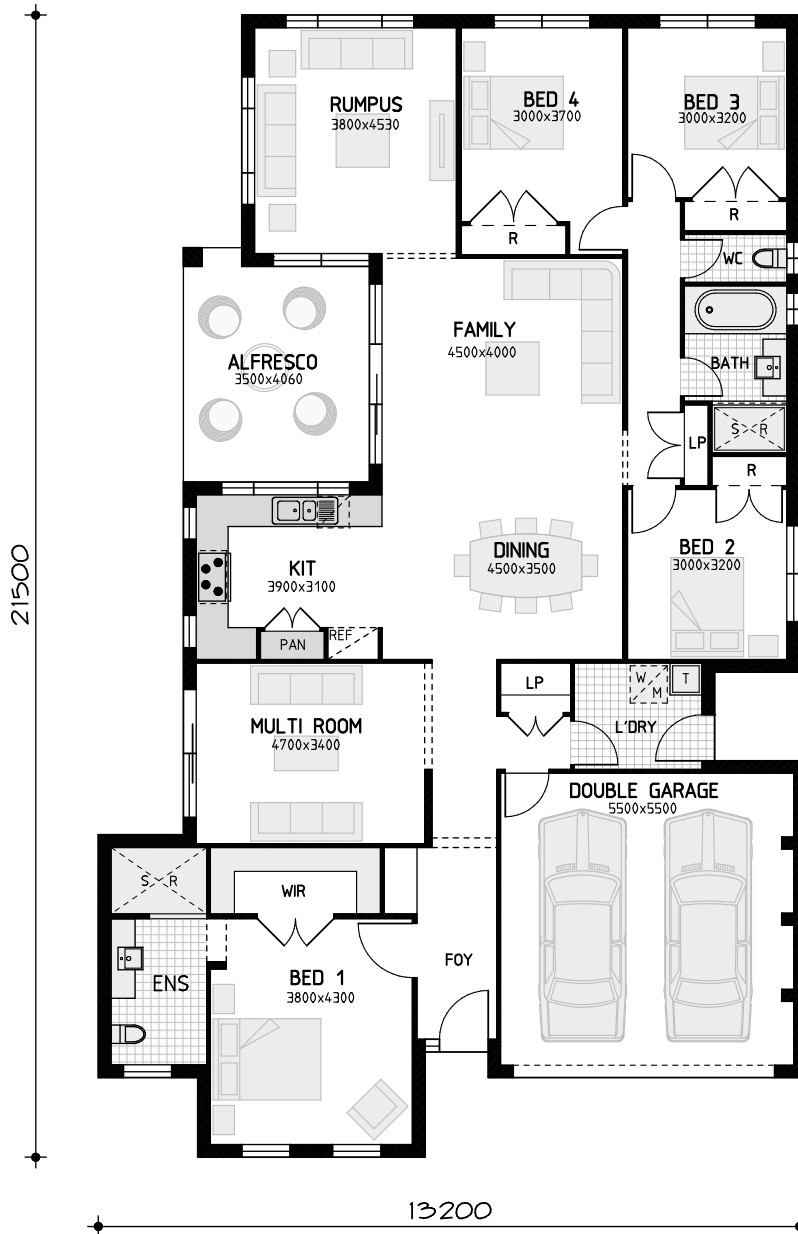 RUMPUS
3800x4530
BED 4
3000x3700
BED 3
3000x3200
R
R
WC
FAMILY
4500x4000
ALFRESCO
3500x4060
BATH
S R
LP
R
21500
KIT
3900x3100
DINING
4500x3500
BED 2
3000x3200
PAN
REF
LP
W
M
T
L'DRY
MULTI ROOM
4700x3400
DOUBLE GARAGE
5500x5500
S R
WIR
FOY
ENS
BED 1
3800x4300
13200